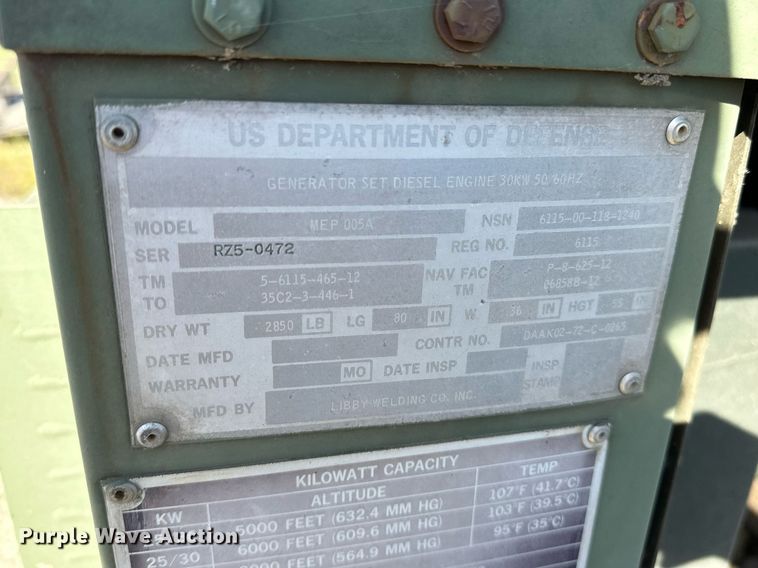 US DEPARTMENT OF DEFENSE
GENERATOR SET DIESEL ENGINE 30KW 50/60HZ
MODEL MEP 005A NSN 6115-00-118-1240
SER RZ5-0472 REG NO. 6115
TM 5-6115-465-12 NAV FAC P-8-625-12
TO 35C2-3-446-1 TM 06858B-12
DRY WT 2850 LB LG 80 IN W. 36 IN HGT 55
DATE MFD CONTR NO. DAAK02-72-C-0265
WARRANTY MO DATE INSP INSP STAMP
MFD BY LIBBY WELDING CO. INC.
KILOWATT CAPACITY
KW ALTITUDE TEMP
5000 FEET (632.4 MM HG) 107°F (41.7°C)
25/30 6000 FEET (609.6 MM HG) 103°F (39.5°C)
FEET (564.9 MM HG) 95°F (35°C)
Purple Wave Auction